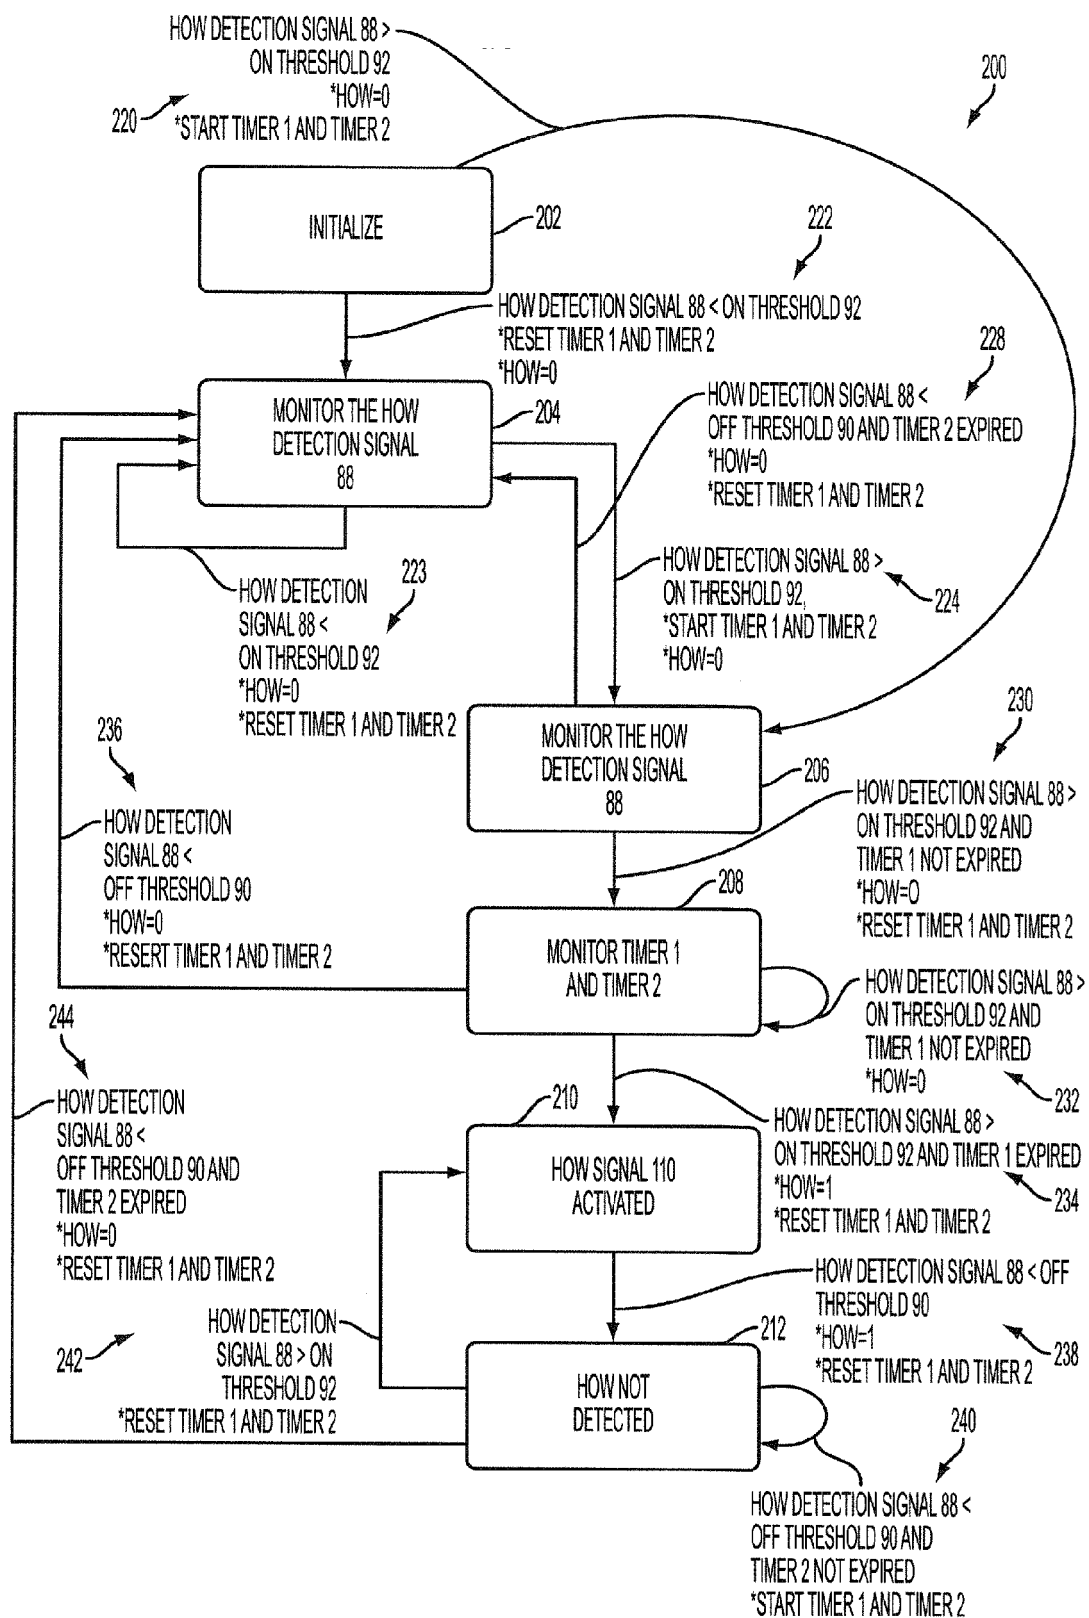 HOW DETECTION SIGNAL 88 >
ON THRESHOLD 92
*HOW=0
*START TIMER 1 AND TIMER 2
220
200
INITIALIZE
202
222
HOW DETECTION SIGNAL 88 < ON THRESHOLD 92
*RESET TIMER 1 AND TIMER 2
*HOW=0
228
MONITOR THE HOW
DETECTION SIGNAL
88
204
HOW DETECTION SIGNAL 88 <
OFF THRESHOLD 90 AND TIMER 2 EXPIRED
*HOW=0
*RESET TIMER 1 AND TIMER 2
HOW DETECTION
SIGNAL 88 <
ON THRESHOLD 92
*HOW=0
*RESET TIMER 1 AND TIMER 2
223
HOW DETECTION SIGNAL 88 >
ON THRESHOLD 92,
*START TIMER 1 AND TIMER 2
*HOW=0
224
MONITOR THE HOW
DETECTION SIGNAL
88
206
230
HOW DETECTION SIGNAL 88 >
ON THRESHOLD 92 AND
TIMER 1 NOT EXPIRED
*HOW=0
*RESET TIMER 1 AND TIMER 2
236
HOW DETECTION
SIGNAL 88 <
OFF THRESHOLD 90
*HOW=0
*RESERT TIMER 1 AND TIMER 2
208
MONITOR TIMER 1
AND TIMER 2
HOW DETECTION SIGNAL 88 >
ON THRESHOLD 92 AND
TIMER 1 NOT EXPIRED
*HOW=0
232
244
HOW DETECTION
SIGNAL 88 <
OFF THRESHOLD 90 AND
TIMER 2 EXPIRED
*HOW=0
*RESET TIMER 1 AND TIMER 2
210
HOW SIGNAL 110
ACTIVATED
HOW DETECTION SIGNAL 88 >
ON THRESHOLD 92 AND TIMER 1 EXPIRED
*HOW=1
*RESET TIMER 1 AND TIMER 2
234
HOW DETECTION SIGNAL 88 < OFF
THRESHOLD 90
*HOW=1
*RESET TIMER 1 AND TIMER 2
238
242
HOW DETECTION
SIGNAL 88 > ON
THRESHOLD 92
*RESET TIMER 1 AND TIMER 2
212
HOW NOT
DETECTED
240
HOW DETECTION SIGNAL 88 <
OFF THRESHOLD 90 AND
TIMER 2 NOT EXPIRED
*START TIMER 1 AND TIMER 2